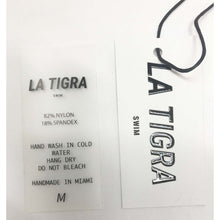 LA TIGRA
SWIM
82% NYLON
18% SPANDEX
HAND WASH IN COLD
WATER.
HANG DRY
DO NOT BLEACH
HANDMADE IN MIAMI
M
LA TIGRA
SWIM